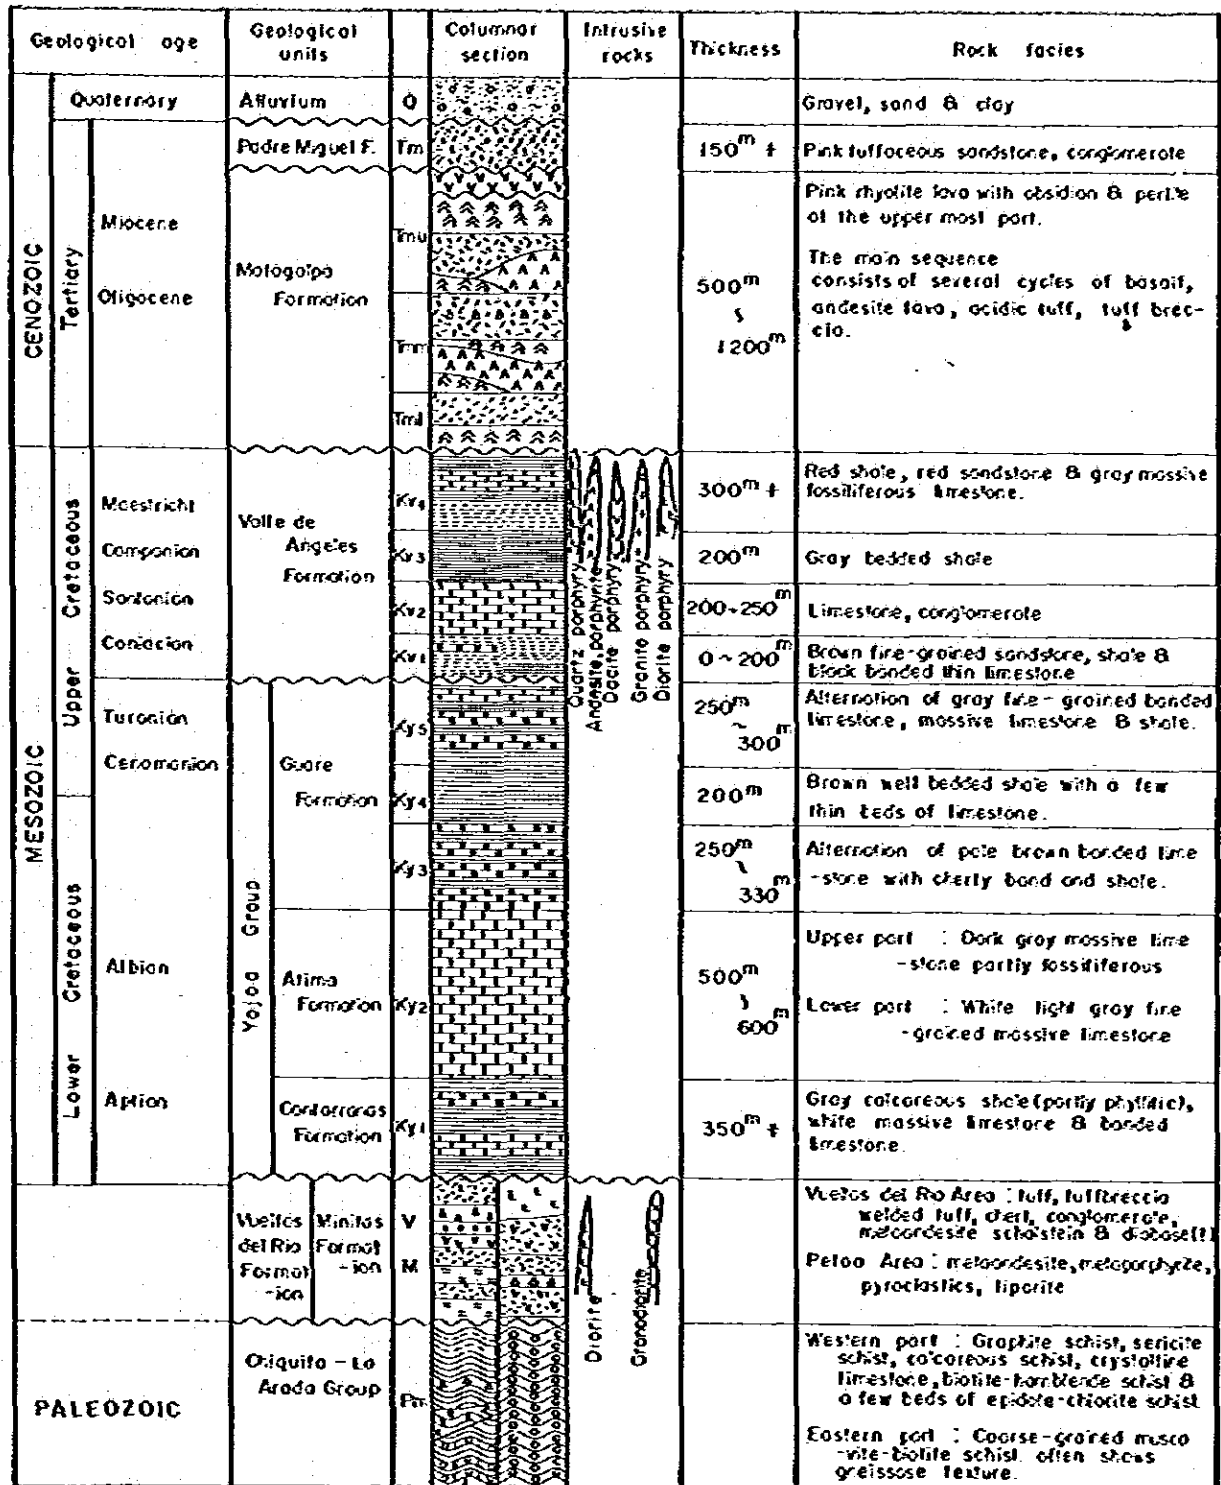 Geological age
Geological units
Columnar section
Intrusive rocks
Thickness
Rock facies
CENOZOIC
Quaternary
Alluvium
Q
Gravel, sand & clay
Tertiary
Miocene
Oligocene
Padre Miguel F.
Tm
150m ±
Pink tuffaceous sandstone, conglomerate
Matagalpa
Formation
Tmu
Tmm
Tml
500m
~
1200m
Pink rhyolite lava with obsidian & perlite
at the upper most part.
The main sequence
consists of several cycles of basalt,
andesite lava, acidic tuff, tuff brec-
cia.
MESOZOIC
Upper Cretaceous
Maestricht
Campanian
Santonian
Coniacian
Turonian
Cenomanian
Valle de
Angeles
Formation
Kv4
300m ±
Red shale, red sandstone & gray massive
fossiliferous limestone.
Kv3
200m
Gray bedded shale
Kv2
200~250m
Limestone, conglomerate
Kv1
0 ~ 200m
Brown fine-grained sandstone, shale &
black banded thin limestone
Quartz porphyry
Andesite, porphyrite
Dacite porphyry
Granite porphyry
Diorite porphyry
Yojoa Group
Guare
Formation
Ky5
250m
~
300m
Alternation of gray fine-grained banded
limestone, massive limestone & shale.
Ky4
200m
Brown well bedded shale with a few
thin beds of limestone.
Ky3
250m
~
330m
Alternation of pale brown banded lime
-stone with cherty band and shale.
Lower Cretaceous
Albian
Aptian
Atima
Formation
Ky2
500m
~
600m
Upper part : Dark gray massive lime
-stone partly fossiliferous
Lower part : White light gray fine
-grained massive limestone
Cantarranas
Formation
Ky1
350m ±
Gray calcareous shale (partly phyllitic),
white massive limestone & banded
limestone.
Vueltas
del Rio
Format
-ion
Minitas
Format
-ion
V
M
Diorite
Granodiorite
Vueltas del Rio Area : tuff, tuffbreccia
welded tuff, chert, conglomerate,
metaandesite schalstein & diabase(?)
Petoa Area : metaandesite, metaporphyrite,
pyroclastics, liparite
PALEOZOIC
Chiquito – La
Arada Group
Pm
Western part : Graphite schist, sericite
schist, calcareous schist, crystalline
limestone, biotite-hornblende schist &
a few beds of epidote-chlorite schist
Eastern part : Coarse-grained musco
-vite-biotite schist often shows
gneissose texture.